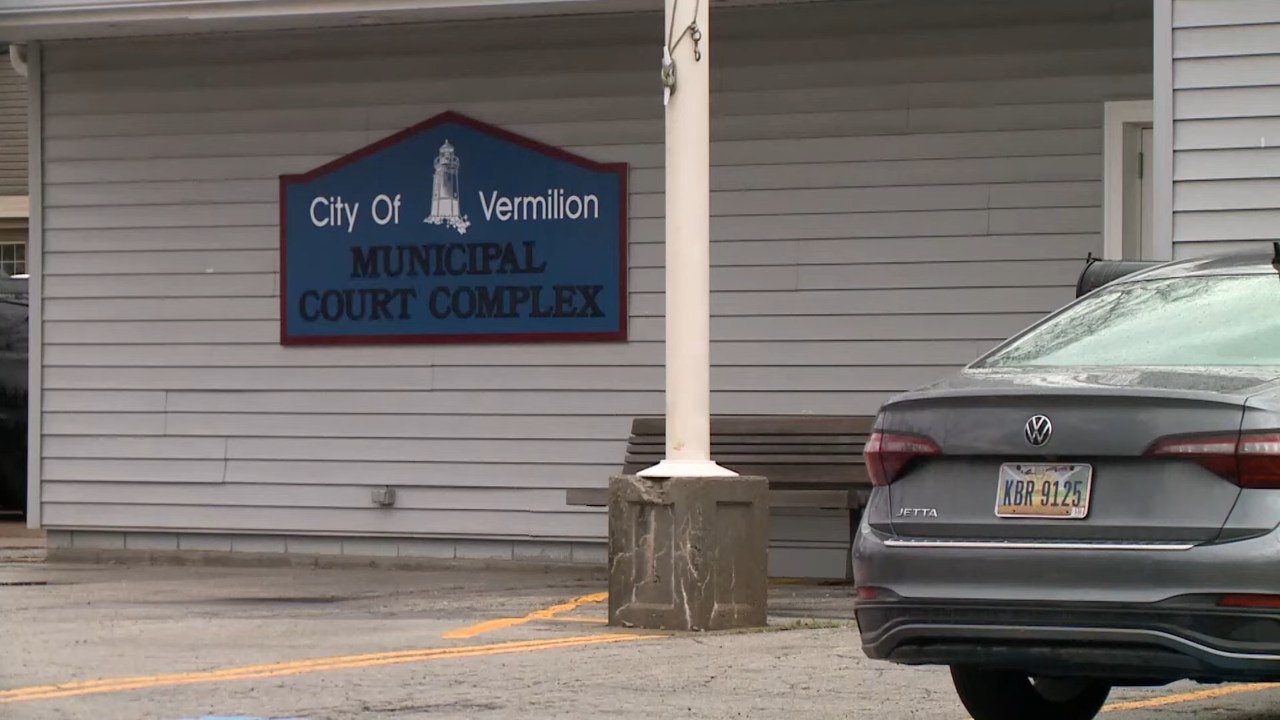 City Of Vermilion
MUNICIPAL
COURT COMPLEX
JETTA
KBR 9125